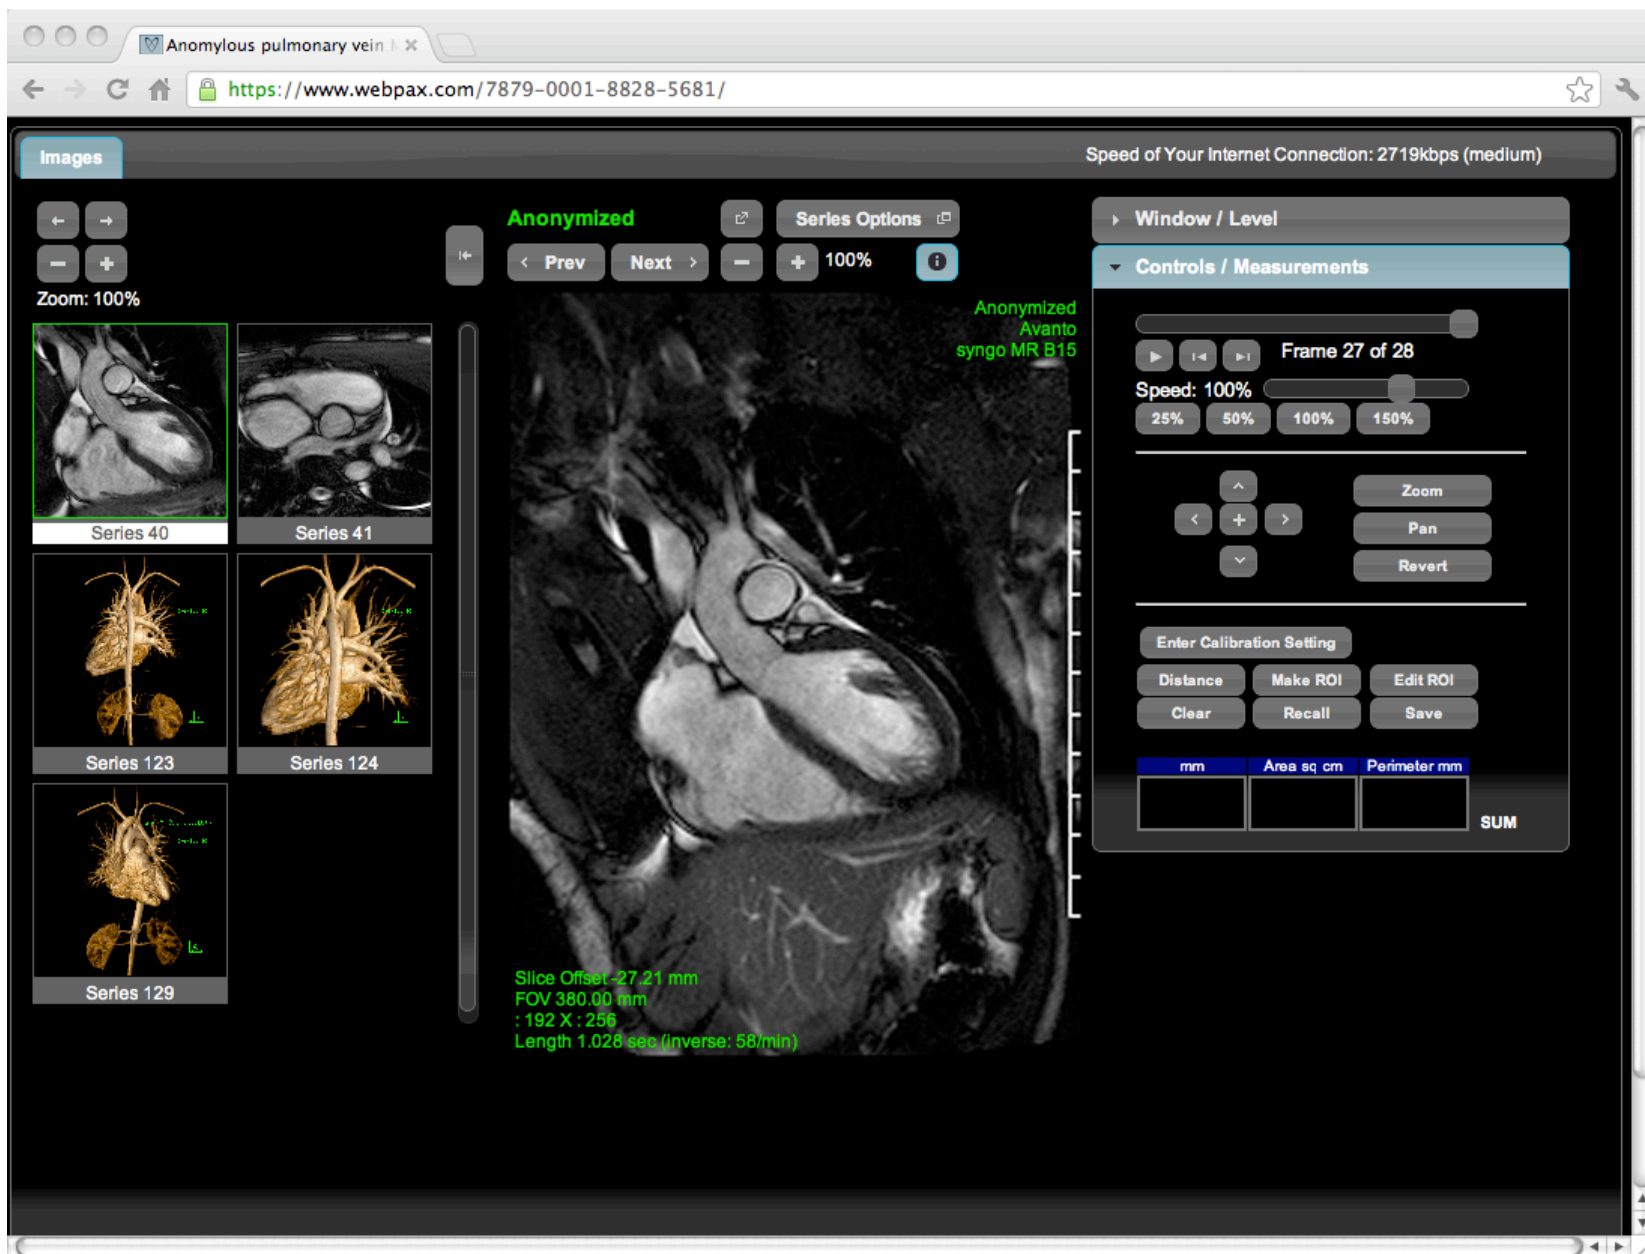 Anomylous pulmonary vein
https://www.webpax.com/7879-0001-8828-5681/
Images
Speed of Your Internet Connection: 2719kbps (medium)
Zoom: 100%
Series 40
Series 41
Series 123
Series 124
Series 129
Anonymized
Series Options
Prev
Next
100%
Anonymized
Avanto
syngo MR B15
Slice Offset -27.21 mm
FOV 380.00 mm
: 192 X : 256
Length 1.028 sec (inverse: 58/min)
Window / Level
Controls / Measurements
Frame 27 of 28
Speed: 100%
25% 50% 100% 150%
Zoom
Pan
Revert
Enter Calibration Setting
Distance Make ROI Edit ROI
Clear Recall Save
mm Area sq cm Perimeter mm
SUM